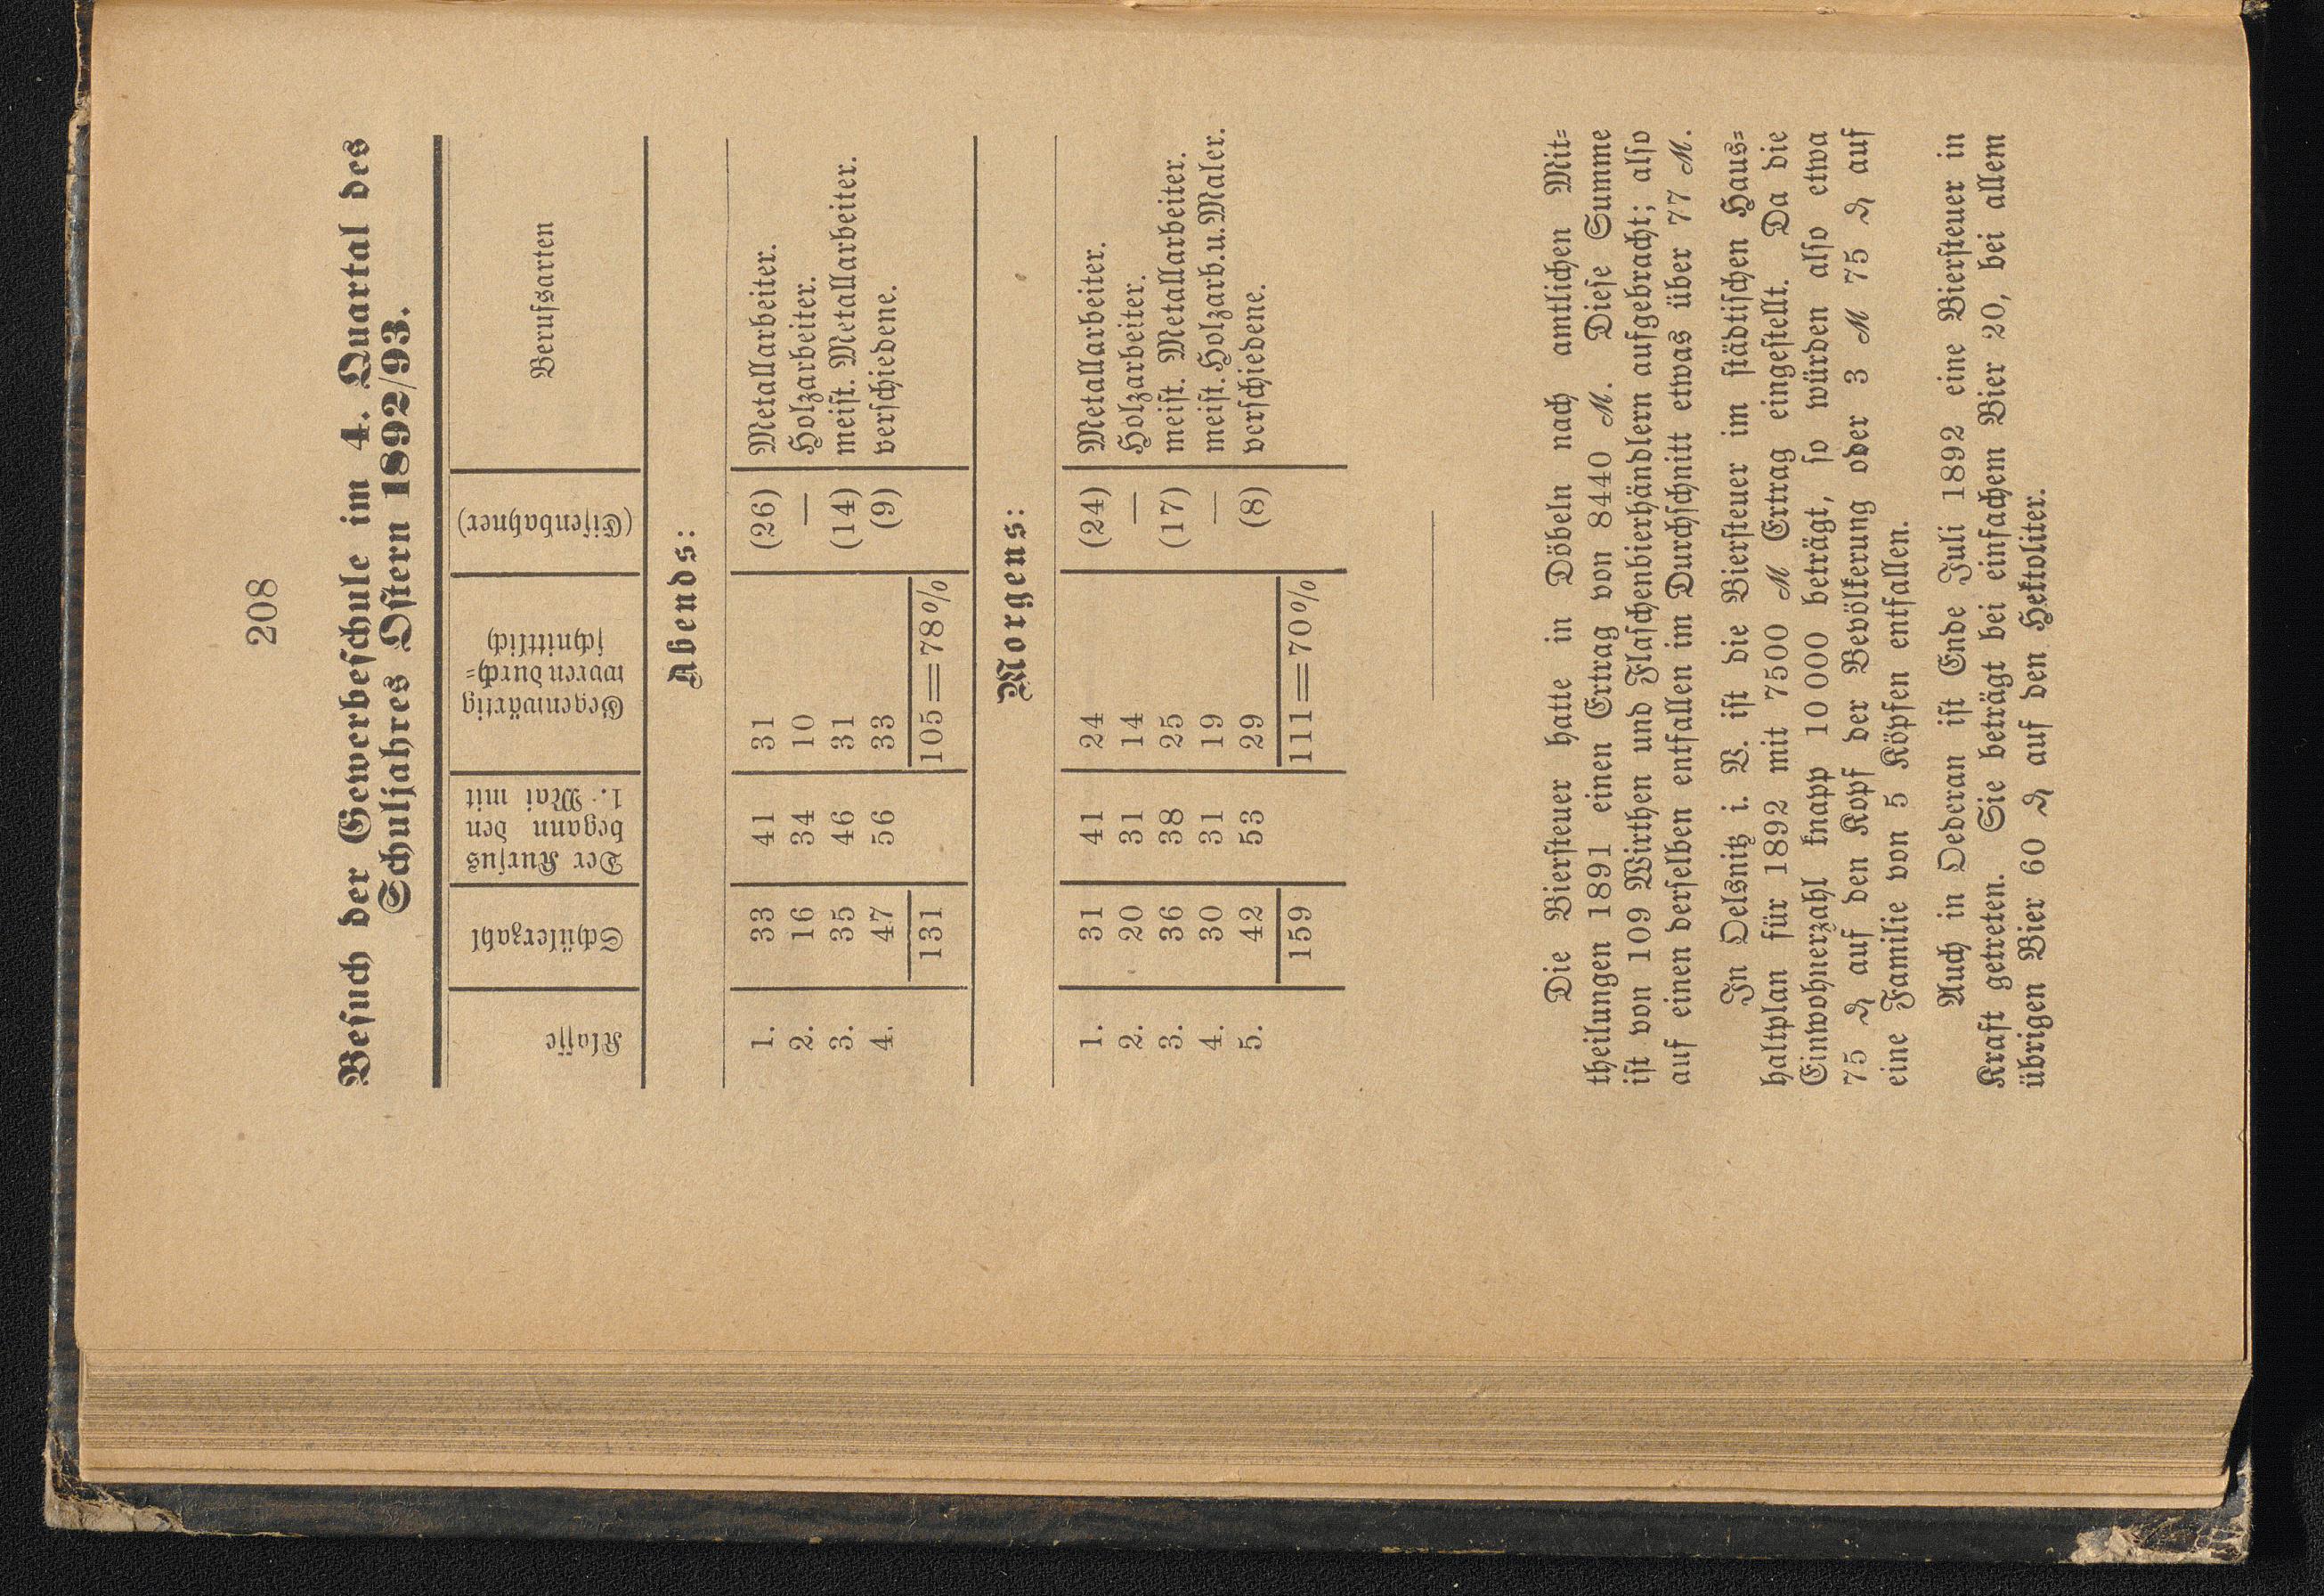 208
Besuch der Gewerbeschule im 4. Quartal des
Schuljahres Ostern 1892/93.
Klasse | Schülerzahl | Der Kursus begann den 1. Mai mit | Gegenwärtig waren durch= schnittlich | (Eisenbahner) | Berufsarten
Abends:
1. 33 41 31 (26) Metallarbeiter.
2. 16 34 10 — Holzarbeiter.
3. 35 46 31 (14) meist. Metallarbeiter.
4. 47 56 33 (9) verschiedene.
131 105=78%
Morgens:
1. 31 41 24 (24) Metallarbeiter.
2. 20 31 14 — Holzarbeiter.
3. 36 38 25 (17) meist. Metallarbeiter.
4. 30 31 19 — meist. Holzarb. u. Maler.
5. 42 53 29 (8) verschiedene.
159 111=70%
Die Biersteuer hatte in Döbeln nach amtlichen Mit=
theilungen 1891 einen Ertrag von 8440 ℳ. Diese Summe
ist von 109 Wirthen und Flaschenbierhändlern aufgebracht; also
auf einen derselben entfallen im Durchschnitt etwas über 77 ℳ.
In Oelsnitz i. V. ist die Biersteuer im städtischen Haus=
haltplan für 1892 mit 7500 ℳ Ertrag eingestellt. Da die
Einwohnerzahl knapp 10 000 beträgt, so würden also etwa
75 ₰ auf den Kopf der Bevölkerung oder 3 ℳ 75 ₰ auf
eine Familie von 5 Köpfen entfallen.
Auch in Oederan ist Ende Juli 1892 eine Biersteuer in
Kraft getreten. Sie beträgt bei einfachem Bier 20, bei allem
übrigen Bier 60 ₰ auf den Hektoliter.